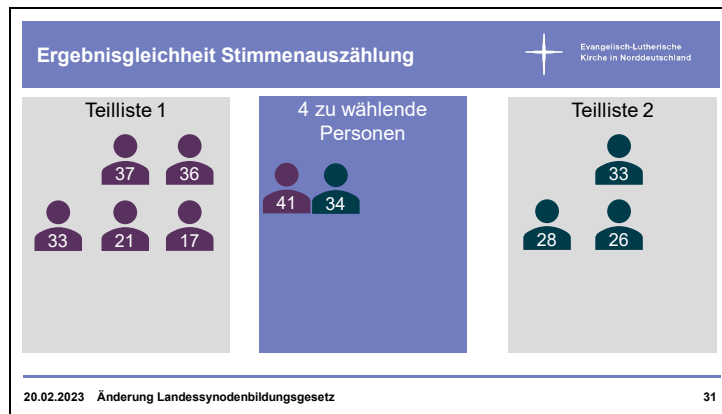 Ergebnisgleichheit Stimmenauszählung
Evangelisch-Lutherische
Kirche in Norddeutschland
Teilliste 1
37 36
33 21 17
4 zu wählende
Personen
41 34
Teilliste 2
33
28 26
20.02.2023 Änderung Landessynodenbildungsgesetz 31